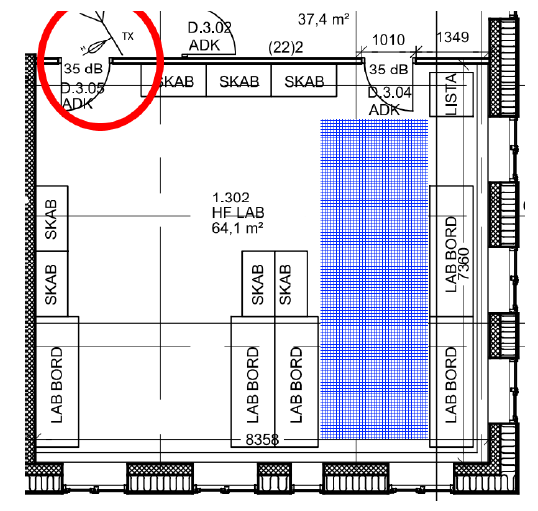 37,4 m²
TX
D.3.02
ADK
(22)2
1010
1349
35 dB
D.3.05
ADK
SKAB
SKAB
SKAB
35 dB
D.3.04
ADK
LISTA
1.302
HF LAB
64,1 m²
SKAB
SKAB
SKAB
SKAB
LAB BORD
7360
LAB BORD
LAB BORD
LAB BORD
LAB BORD
8358